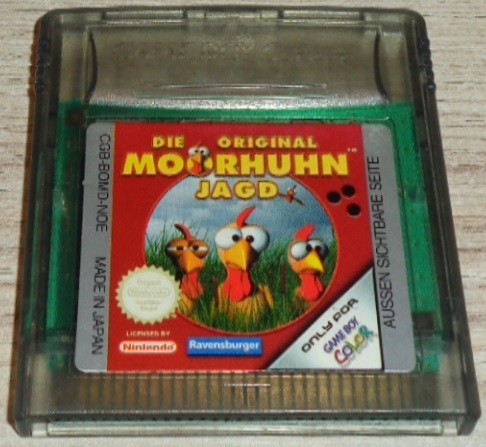 DIE ORIGINAL
MOORHUHN™
JAGD
CGB-BOMD-NOE MADE IN JAPAN
AUSSEN SICHTBARE SEITE
LICENSED BY
Nintendo
Ravensburger
ONLY FOR
GAME BOY
COLOR